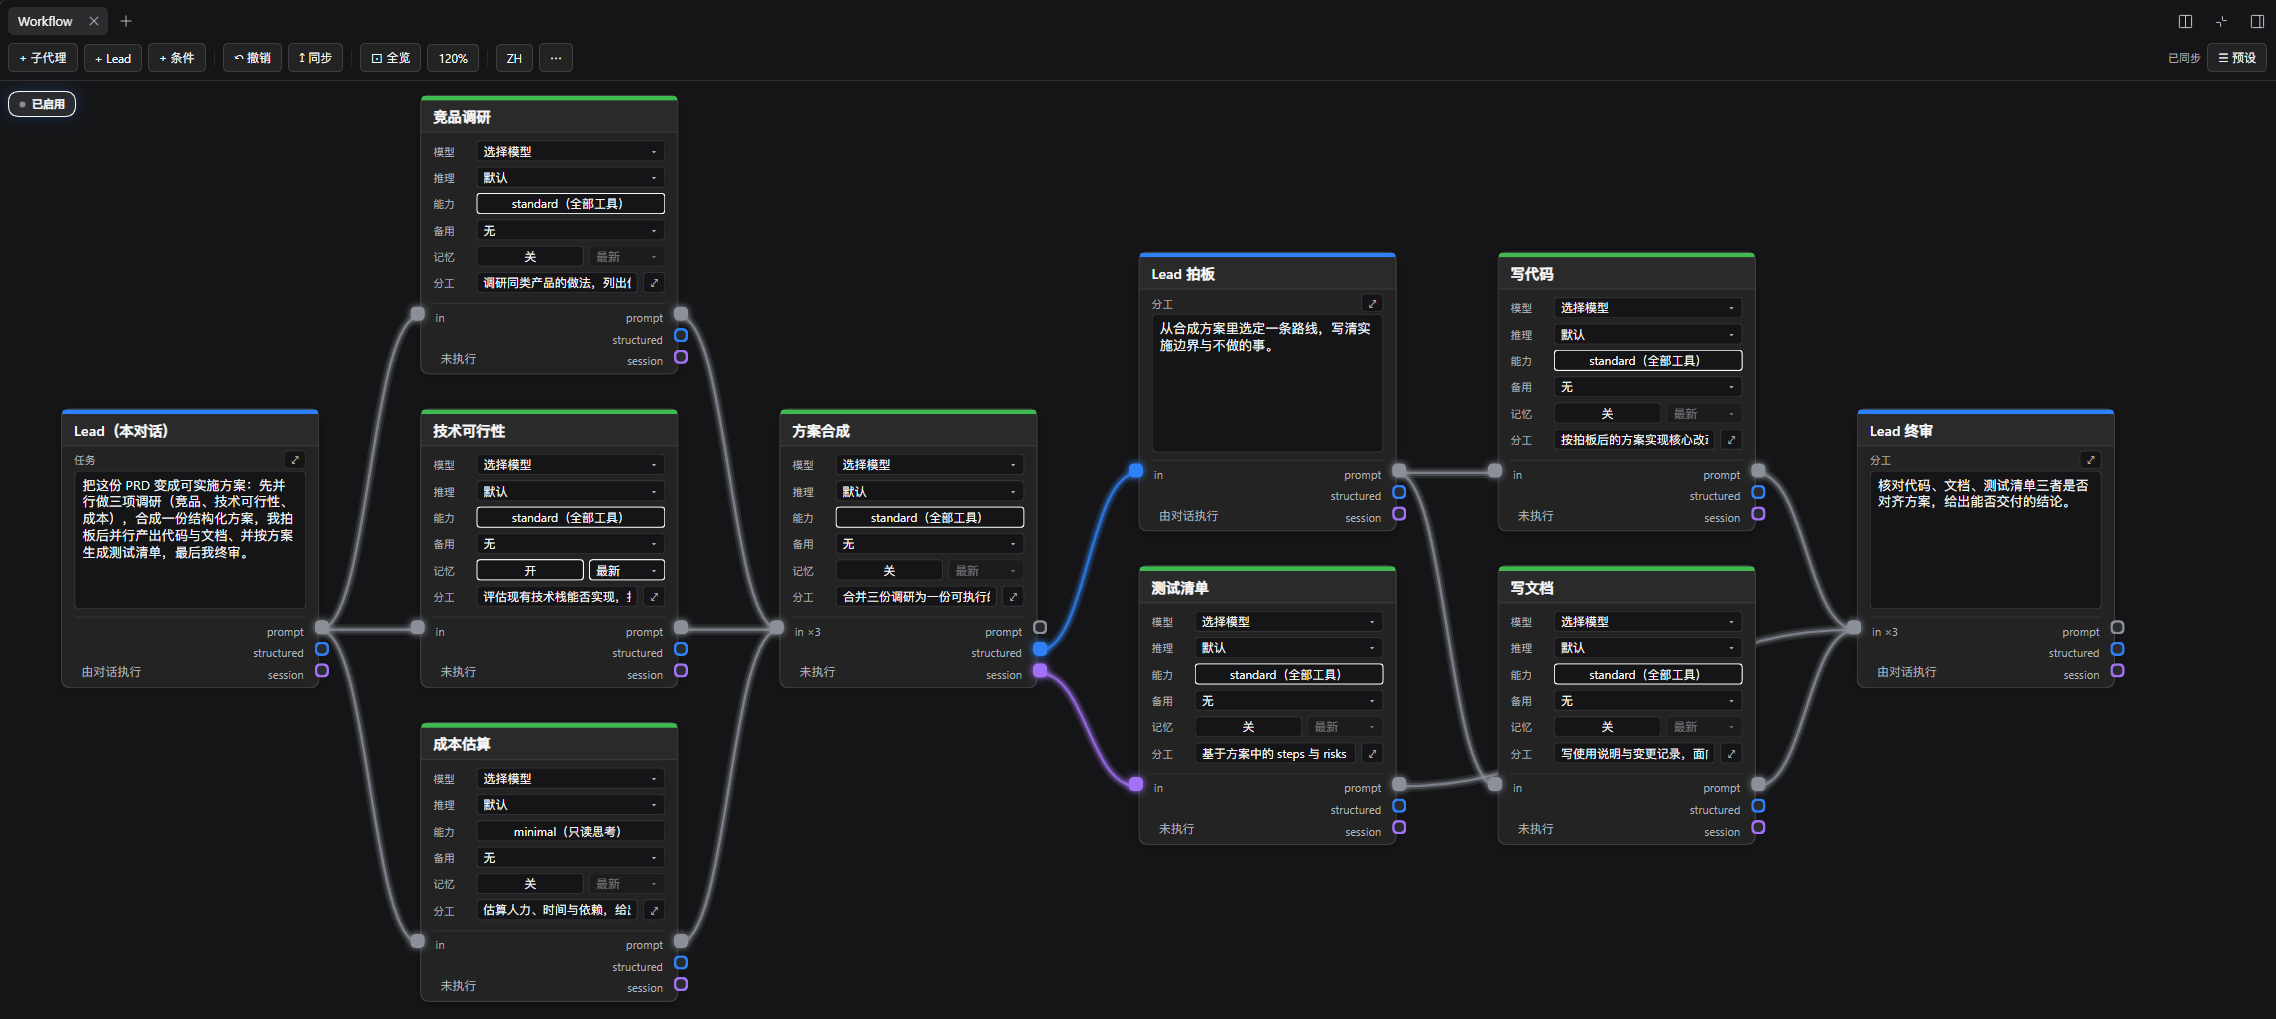 Workflow
+ 子代理
+ Lead
+ 条件
撤销
同步
全览
120%
ZH
...
已同步
预设
已启用
竞品调研
模型 选择模型
推理 默认
能力 standard（全部工具）
备用 无
记忆 关 最新
分工 调研同类产品的做法，列出
in prompt
structured
未执行 session
Lead（本对话）
任务
把这份 PRD 变成可实施方案：先并
行做三项调研（竞品、技术可行性、
成本），合成一份结构化方案，我拍
板后并行产出代码与文档、并按方案
生成测试清单，最后我终审。
prompt
structured
由对话执行 session
技术可行性
模型 选择模型
推理 默认
能力 standard（全部工具）
备用 无
记忆 开 最新
分工 评估现有技术栈能否实现，
in prompt
structured
未执行 session
成本估算
模型 选择模型
推理 默认
能力 minimal（只读思考）
备用 无
记忆 关 最新
分工 估算人力、时间与依赖，
in prompt
structured
未执行 session
方案合成
模型 选择模型
推理 默认
能力 standard（全部工具）
备用 无
记忆 关 最新
分工 合并三份调研为一份可执行
in ×3 prompt
structured
未执行 session
Lead 拍板
分工
从合成方案里选定一条路线，写清实
施边界与不做的事。
in prompt
structured
由对话执行 session
测试清单
模型 选择模型
推理 默认
能力 standard（全部工具）
备用 无
记忆 关 最新
分工 基于方案中的 steps 与 risks
in prompt
structured
未执行 session
写代码
模型 选择模型
推理 默认
能力 standard（全部工具）
备用 无
记忆 关 最新
分工 按拍板后的方案实现核心改
in prompt
structured
未执行 session
写文档
模型 选择模型
推理 默认
能力 standard（全部工具）
备用 无
记忆 关 最新
分工 写使用说明与变更记录，
in prompt
structured
未执行 session
Lead 终审
分工
核对代码、文档、测试清单三者是否
对齐方案，给出能否交付的结论。
in ×3 prompt
structured
由对话执行 session